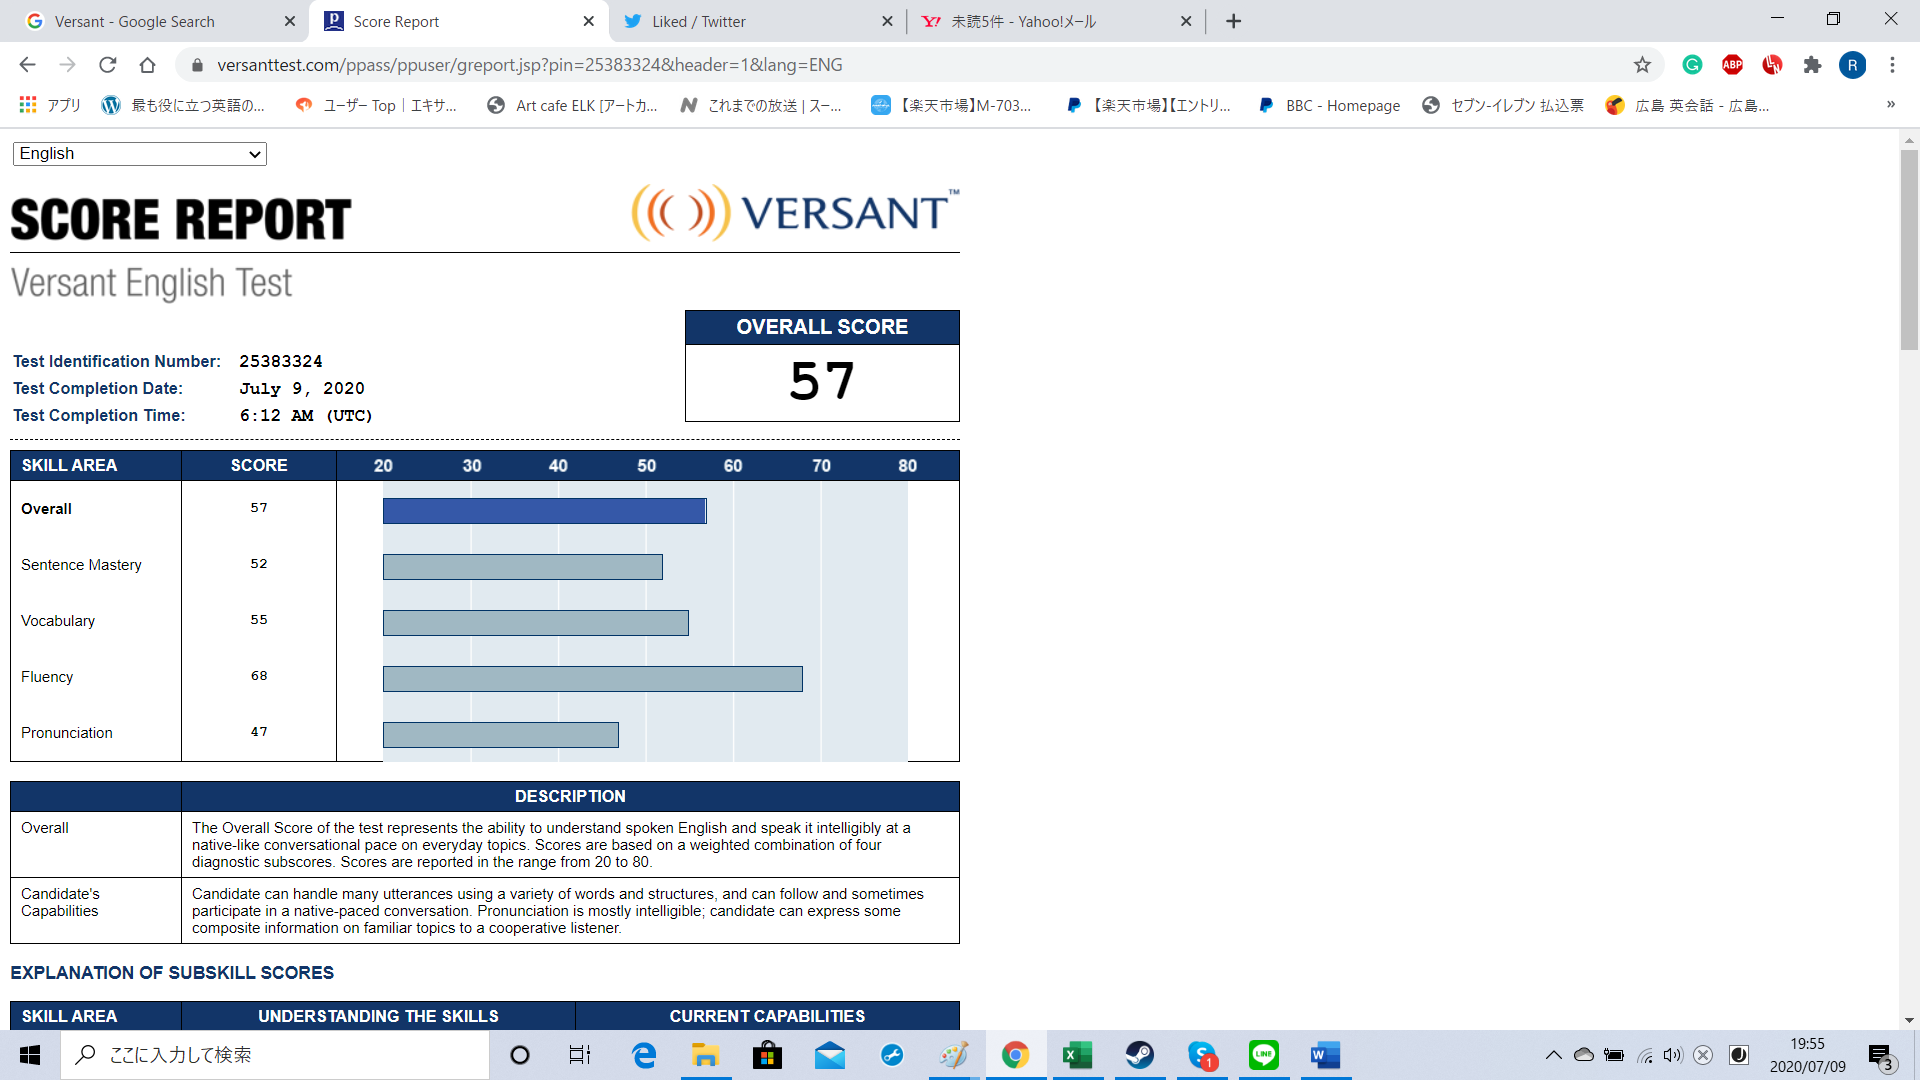 Versant - Google Search
Score Report
Liked / Twitter
未読5件 - Yahoo!メール
versanttest.com/ppass/ppuser/greport.jsp?pin=25383324&header=1&lang=ENG
アプリ
最も役に立つ英語の...
ユーザー Top｜エキサ...
Art cafe ELK [アートカ...
これまでの放送 | スー...
【楽天市場】M-703...
【楽天市場】【エントリ...
BBC - Homepage
セブン‐イレブン 払込票
広島 英会話 - 広島...
English
SCORE REPORT
VERSANT™
Versant English Test
OVERALL SCORE
57
Test Identification Number: 25383324
Test Completion Date: July 9, 2020
Test Completion Time: 6:12 AM (UTC)
SKILL AREA SCORE 20 30 40 50 60 70 80
Overall 57
Sentence Mastery 52
Vocabulary 55
Fluency 68
Pronunciation 47
DESCRIPTION
Overall
The Overall Score of the test represents the ability to understand spoken English and speak it intelligibly at a
native-like conversational pace on everyday topics. Scores are based on a weighted combination of four
diagnostic subscores. Scores are reported in the range from 20 to 80.
Candidate's
Capabilities
Candidate can handle many utterances using a variety of words and structures, and can follow and sometimes
participate in a native-paced conversation. Pronunciation is mostly intelligible; candidate can express some
composite information on familiar topics to a cooperative listener.
EXPLANATION OF SUBSKILL SCORES
SKILL AREA UNDERSTANDING THE SKILLS CURRENT CAPABILITIES
ここに入力して検索
19:55
2020/07/09